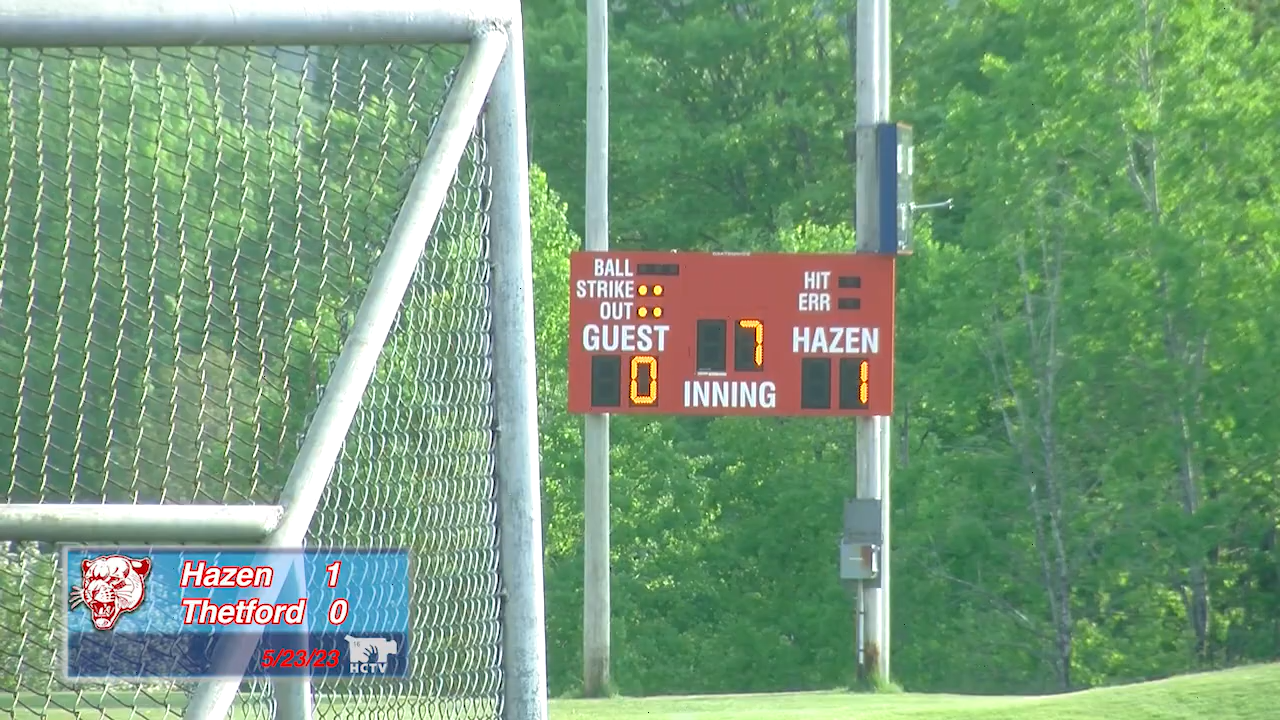 BALL
STRIKE
OUT
HIT
ERR
GUEST
7
HAZEN
0
INNING
1
Hazen 1
Thetford 0
5/23/23
16
HCTV